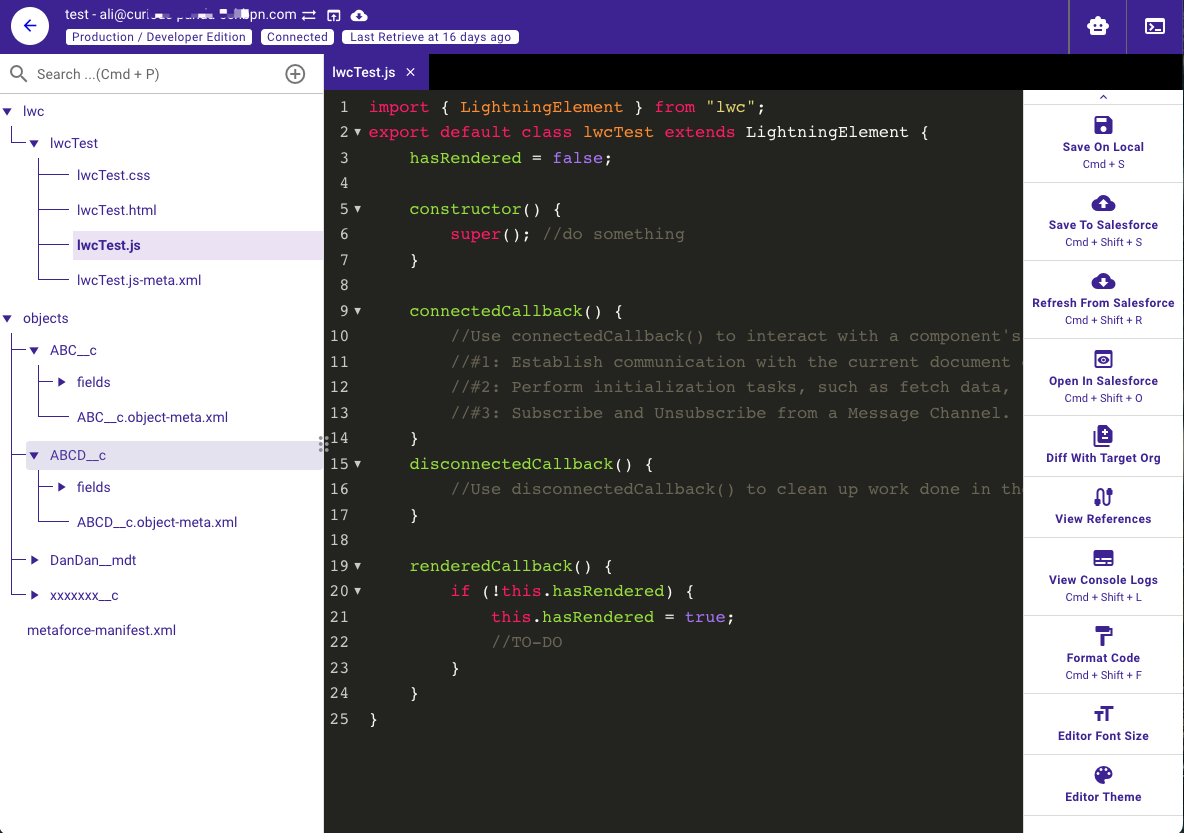 test - ali@cur
pn.com
Production / Developer Edition
Connected
Last Retrieve at 16 days ago
Search ...(Cmd + P)
lwc
lwcTest
lwcTest.css
lwcTest.html
lwcTest.js
lwcTest.js-meta.xml
objects
ABC__c
fields
ABC__c.object-meta.xml
ABCD__c
fields
ABCD__c.object-meta.xml
DanDan__mdt
xxxxxxx__c
metaforce-manifest.xml
lwcTest.js ×
1 import { LightningElement } from "lwc";
2 export default class lwcTest extends LightningElement {
3 hasRendered = false;
4
5 constructor() {
6 super(); //do something
7 }
8
9 connectedCallback() {
10 //Use connectedCallback() to interact with a component's
11 //#1: Establish communication with the current document
12 //#2: Perform initialization tasks, such as fetch data,
13 //#3: Subscribe and Unsubscribe from a Message Channel.
14 }
15 disconnectedCallback() {
16 //Use disconnectedCallback() to clean up work done in th
17 }
18
19 renderedCallback() {
20 if (!this.hasRendered) {
21 this.hasRendered = true;
22 //TO-DO
23 }
24 }
25 }
Save On Local
Cmd + S
Save To Salesforce
Cmd + Shift + S
Refresh From Salesforce
Cmd + Shift + R
Open In Salesforce
Cmd + Shift + O
Diff With Target Org
View References
View Console Logs
Cmd + Shift + L
Format Code
Cmd + Shift + F
Editor Font Size
Editor Theme